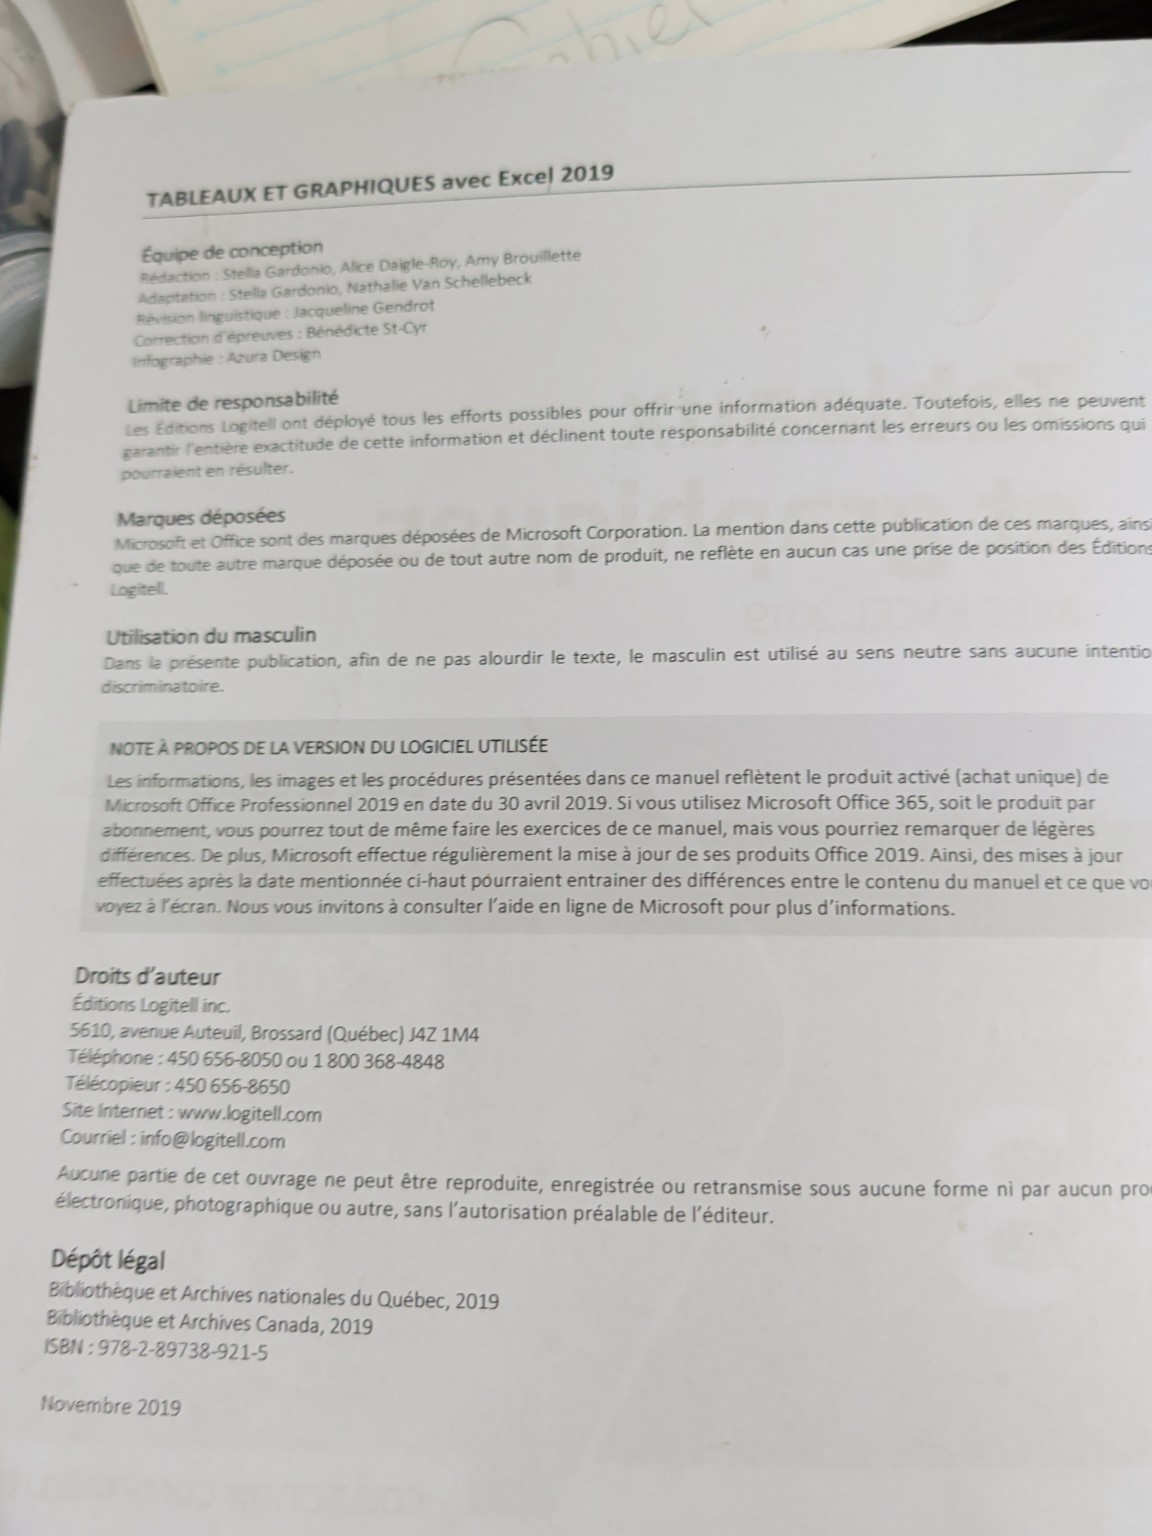 TABLEAUX ET GRAPHIQUES avec Excel 2019
Équipe de conception
Rédaction : Stella Gardonio, Alice Daigle-Roy, Amy Brouillette
Adaptation : Stella Gardonio, Nathalie Van Schellebeck
Révision linguistique : Jacqueline Gendrot
Correction d'épreuves : Bénédicte St-Cyr
Infographie : Azura Design
Limite de responsabilité
Les Éditions Logitell ont déployé tous les efforts possibles pour offrir une information adéquate. Toutefois, elles ne peuvent
garantir l'entière exactitude de cette information et déclinent toute responsabilité concernant les erreurs ou les omissions qui
pourraient en résulter.
Marques déposées
Microsoft et Office sont des marques déposées de Microsoft Corporation. La mention dans cette publication de ces marques, ainsi
que de toute autre marque déposée ou de tout autre nom de produit, ne reflète en aucun cas une prise de position des Éditions
Logitell.
Utilisation du masculin
Dans la présente publication, afin de ne pas alourdir le texte, le masculin est utilisé au sens neutre sans aucune intentio
discriminatoire.
NOTE À PROPOS DE LA VERSION DU LOGICIEL UTILISÉE
Les informations, les images et les procédures présentées dans ce manuel reflètent le produit activé (achat unique) de
Microsoft Office Professionnel 2019 en date du 30 avril 2019. Si vous utilisez Microsoft Office 365, soit le produit par
abonnement, vous pourrez tout de même faire les exercices de ce manuel, mais vous pourriez remarquer de légères
différences. De plus, Microsoft effectue régulièrement la mise à jour de ses produits Office 2019. Ainsi, des mises à jour
effectuées après la date mentionnée ci-haut pourraient entrainer des différences entre le contenu du manuel et ce que vo
voyez à l'écran. Nous vous invitons à consulter l'aide en ligne de Microsoft pour plus d'informations.
Droits d'auteur
Éditions Logitell inc.
5610, avenue Auteuil, Brossard (Québec) J4Z 1M4
Téléphone : 450 656-8050 ou 1 800 368-4848
Télécopieur : 450 656-8650
Site Internet : www.logitell.com
Courriel : info@logitell.com
Aucune partie de cet ouvrage ne peut être reproduite, enregistrée ou retransmise sous aucune forme ni par aucun pro
électronique, photographique ou autre, sans l'autorisation préalable de l'éditeur.
Dépôt légal
Bibliothèque et Archives nationales du Québec, 2019
Bibliothèque et Archives Canada, 2019
ISBN : 978-2-89738-921-5
Novembre 2019